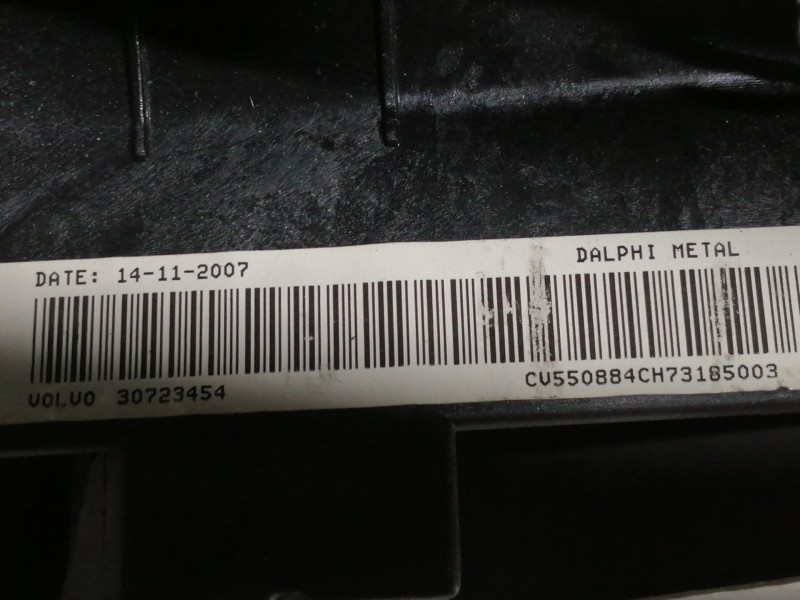 DATE: 14-11-2007
DALPHI METAL
VOLVO 30723454
CV550884CH73185003